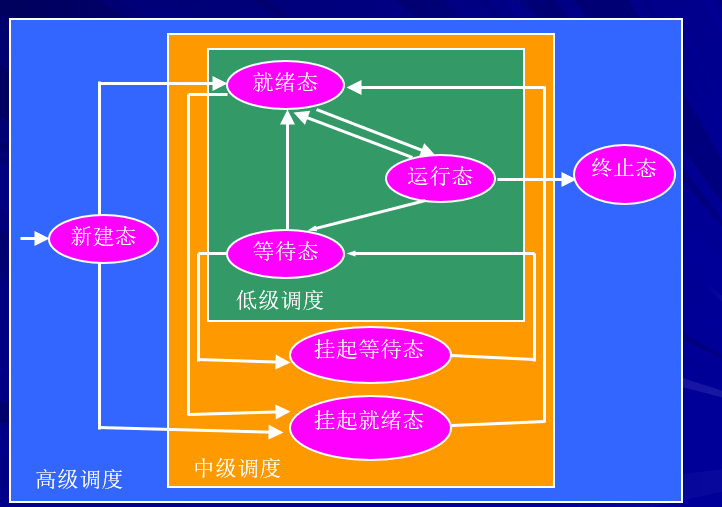 就绪态
运行态
终止态
新建态
等待态
低级调度
挂起等待态
挂起就绪态
中级调度
高级调度